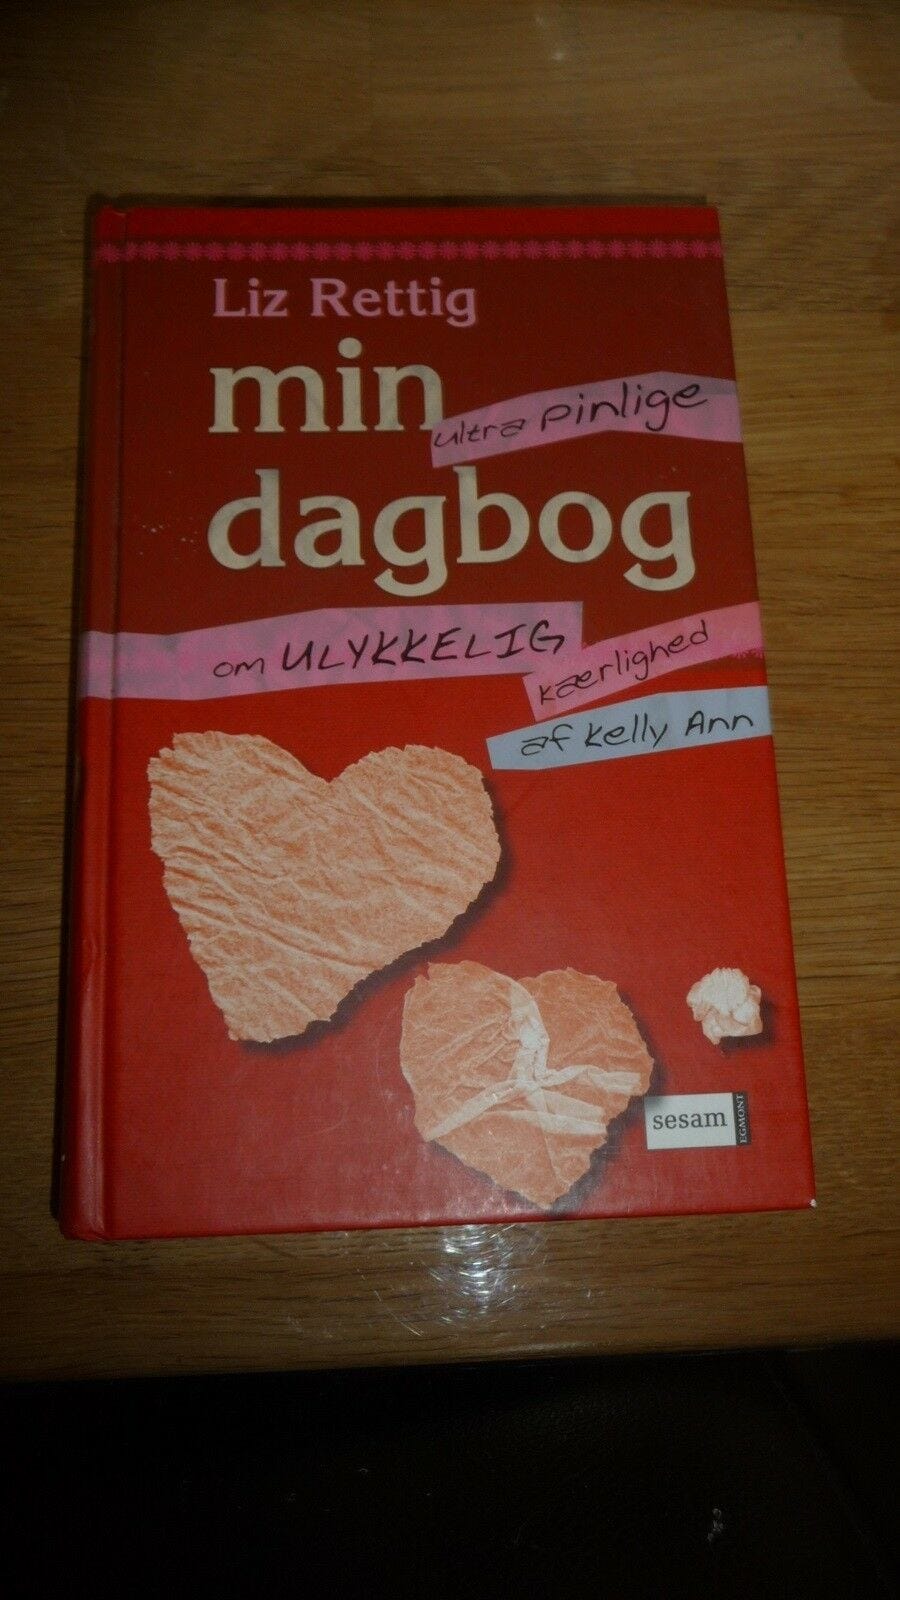 Liz Rettig
min
ultra pinlige
dagbog
om ULYKKELIG
kærlighed
af Kelly Ann
sesam
EGMONT